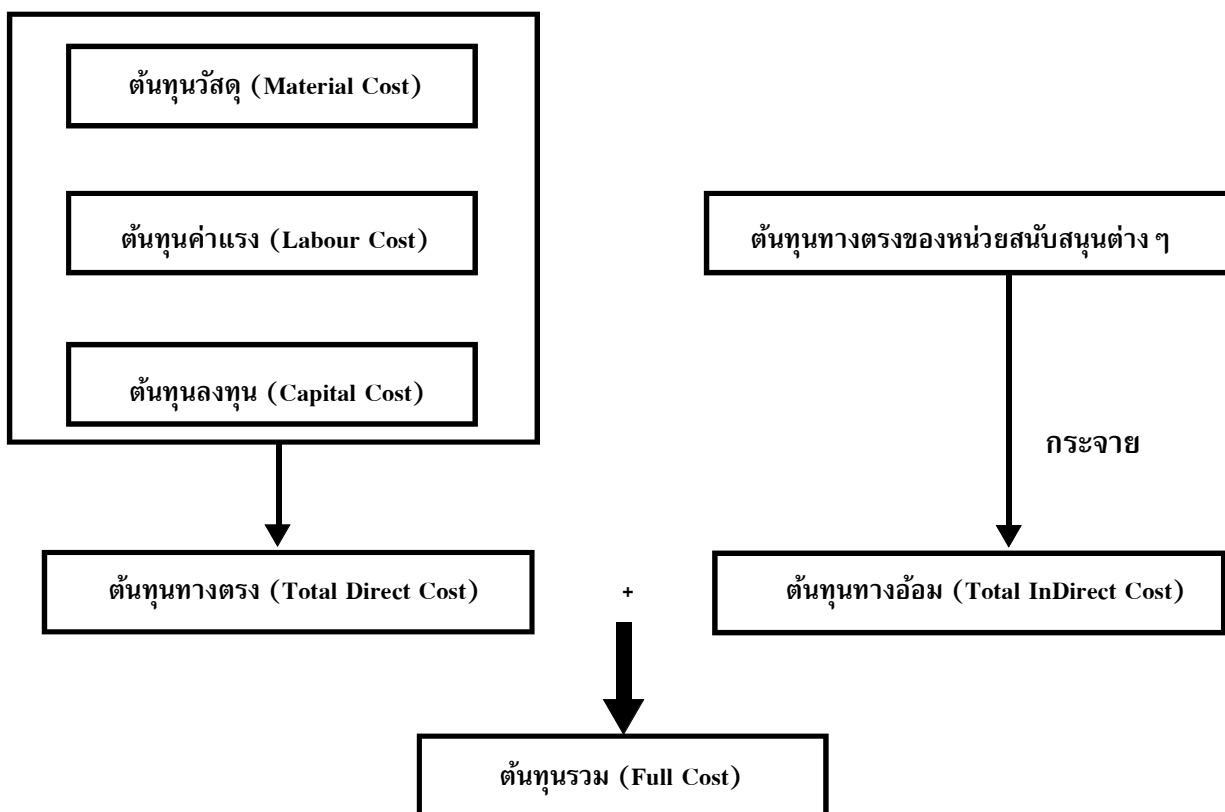 ต้นทุนวัสดุ (Material Cost)
ต้นทุนค่าแรง (Labour Cost)
ต้นทุนทางตรงของหน่วยสนับสนุนต่าง ๆ
ต้นทุนลงทุน (Capital Cost)
กระจาย
ต้นทุนทางตรง (Total Direct Cost)
+
ต้นทุนทางอ้อม (Total InDirect Cost)
ต้นทุนรวม (Full Cost)